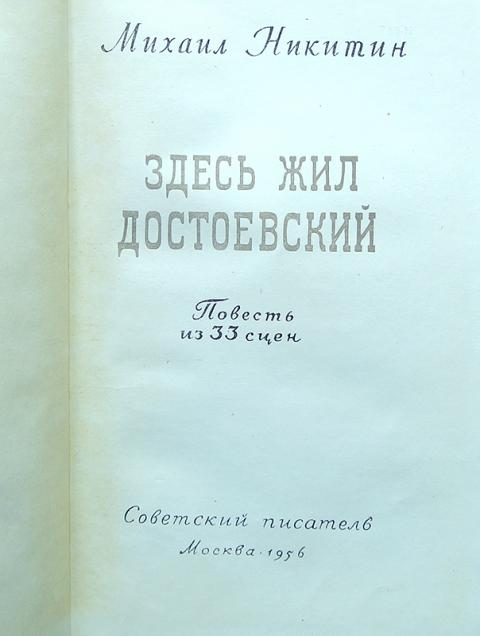 Михаил Никитин
ЗДЕСЬ ЖИЛ
ДОСТОЕВСКИЙ
Повесть
из 33 сцен
Советский писатель
Москва · 1956